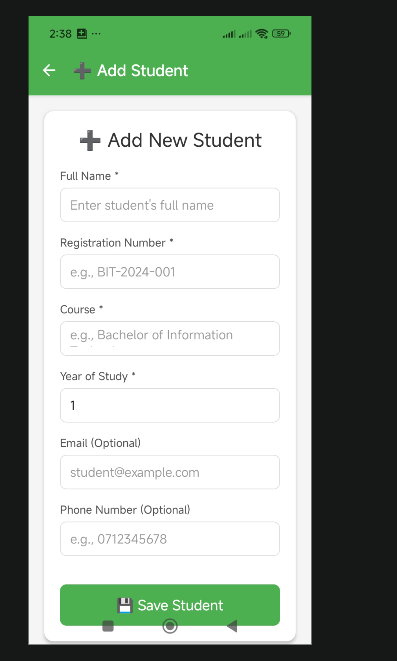 2:38 ··· 59
← ➕ Add Student
➕ Add New Student
Full Name *
Enter student's full name
Registration Number *
e.g., BIT-2024-001
Course *
e.g., Bachelor of Information
Year of Study *
1
Email (Optional)
student@example.com
Phone Number (Optional)
e.g., 0712345678
💾 Save Student